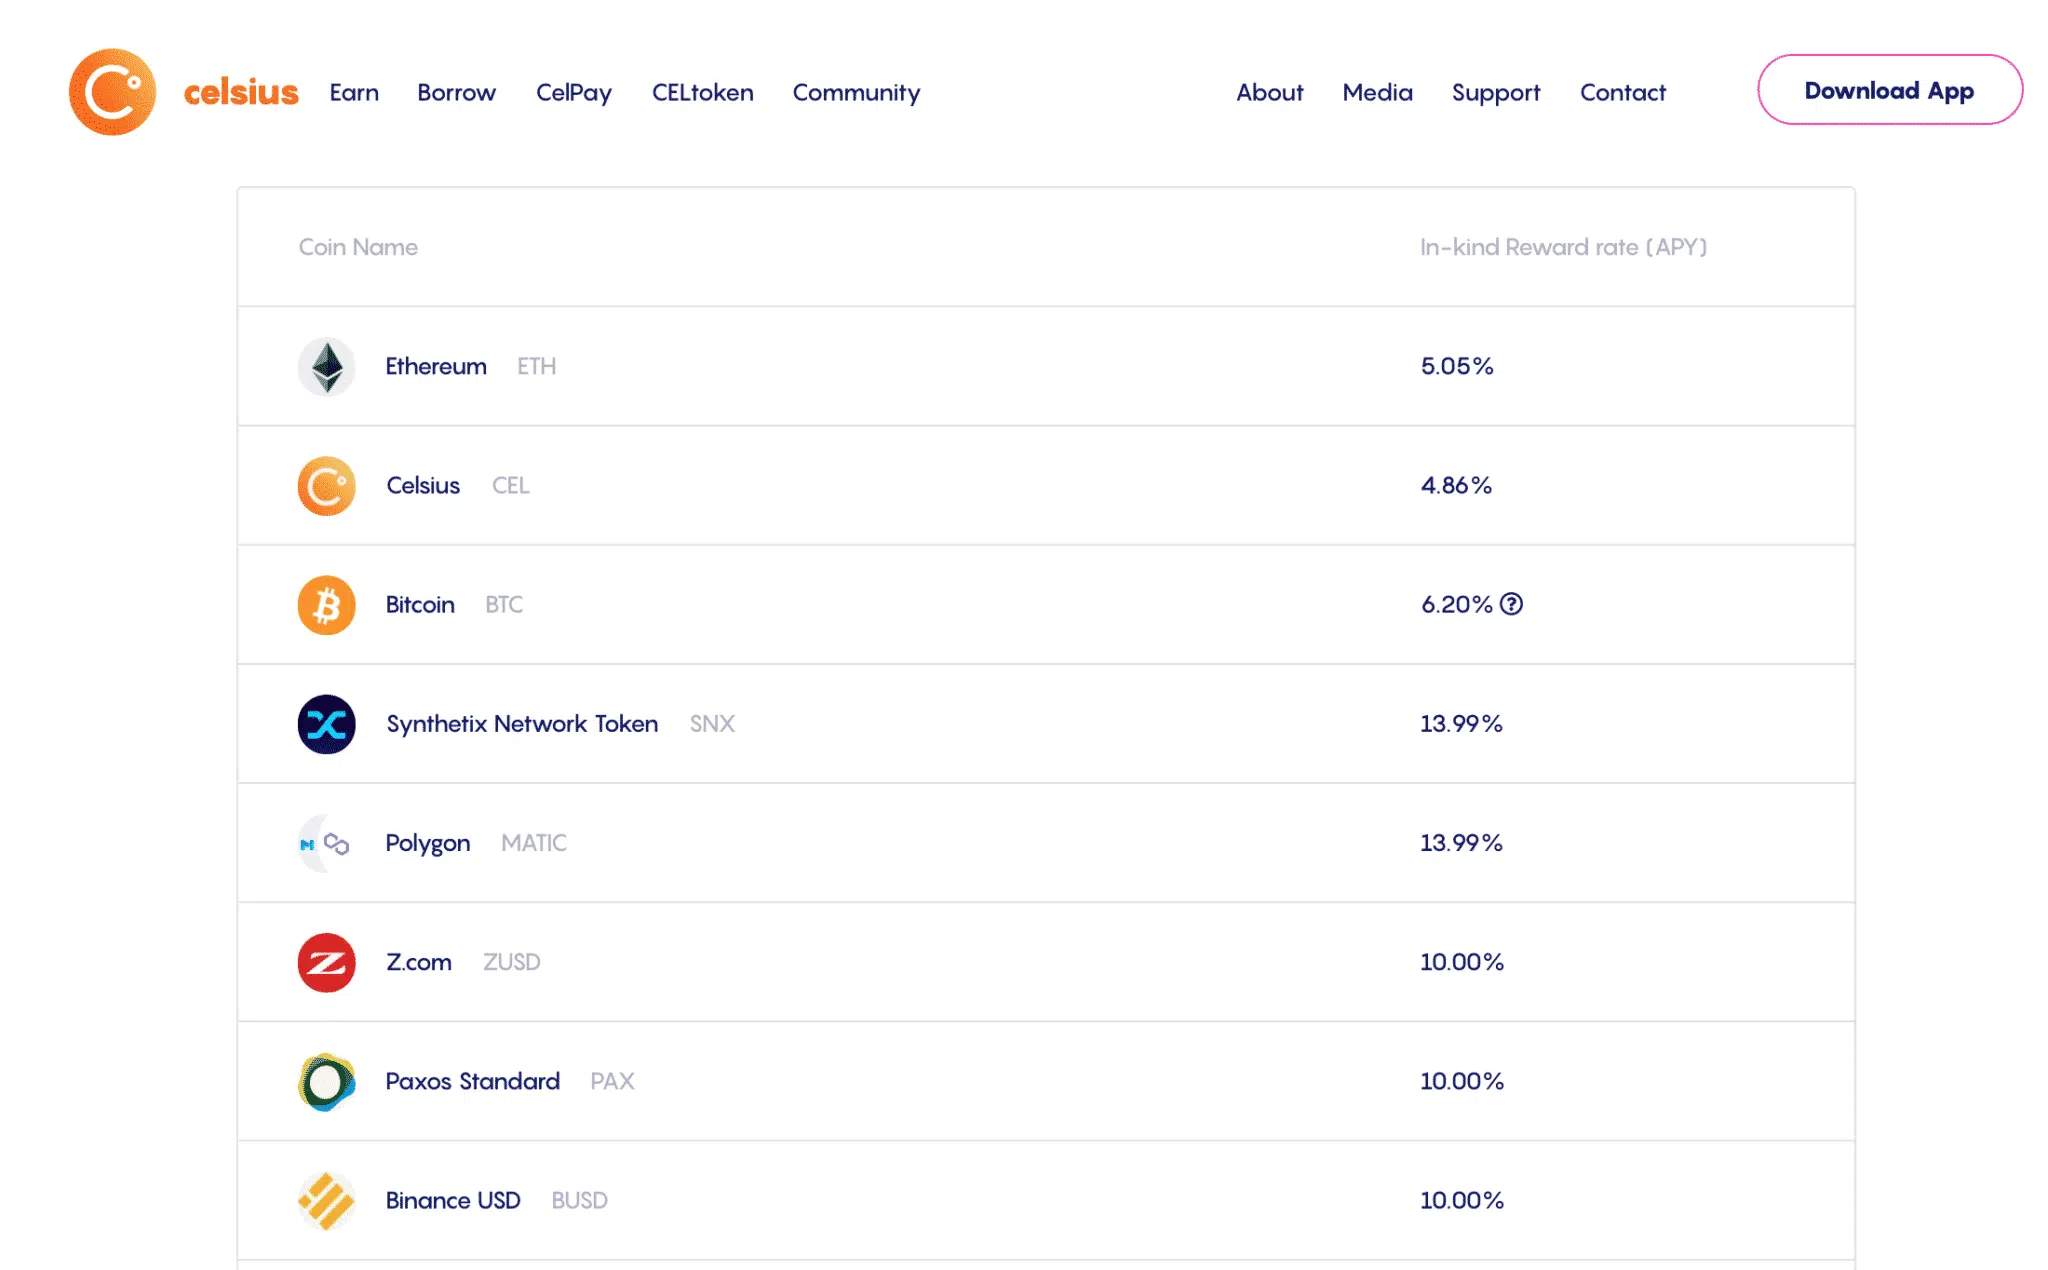 celsius Earn Borrow CelPay CELtoken Community About Media Support Contact Download App
Coin Name In-kind Reward rate (APY)
Ethereum ETH 5.05%
Celsius CEL 4.86%
Bitcoin BTC 6.20% ?
Synthetix Network Token SNX 13.99%
Polygon MATIC 13.99%
Z.com ZUSD 10.00%
Paxos Standard PAX 10.00%
Binance USD BUSD 10.00%